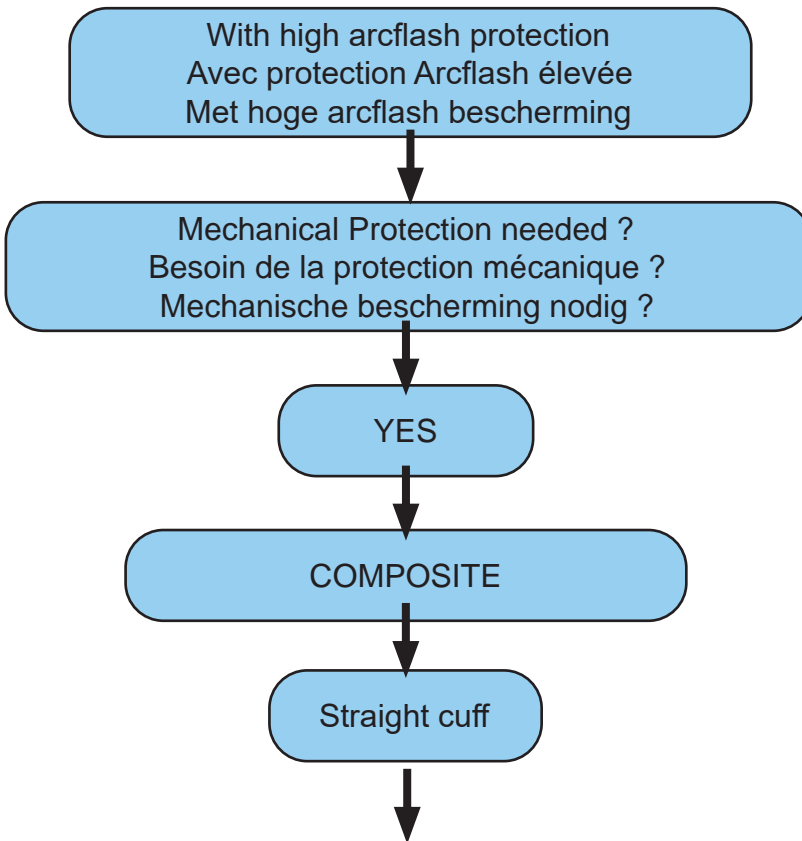 With high arcflash protection
Avec protection Arcflash élevée
Met hoge arcflash bescherming
Mechanical Protection needed ?
Besoin de la protection mécanique ?
Mechanische bescherming nodig ?
YES
COMPOSITE
Straight cuff